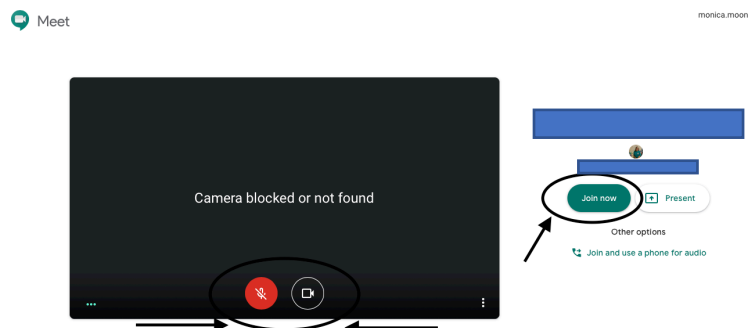 Meet
monica.moon
Camera blocked or not found
Join now
Present
Other options
Join and use a phone for audio